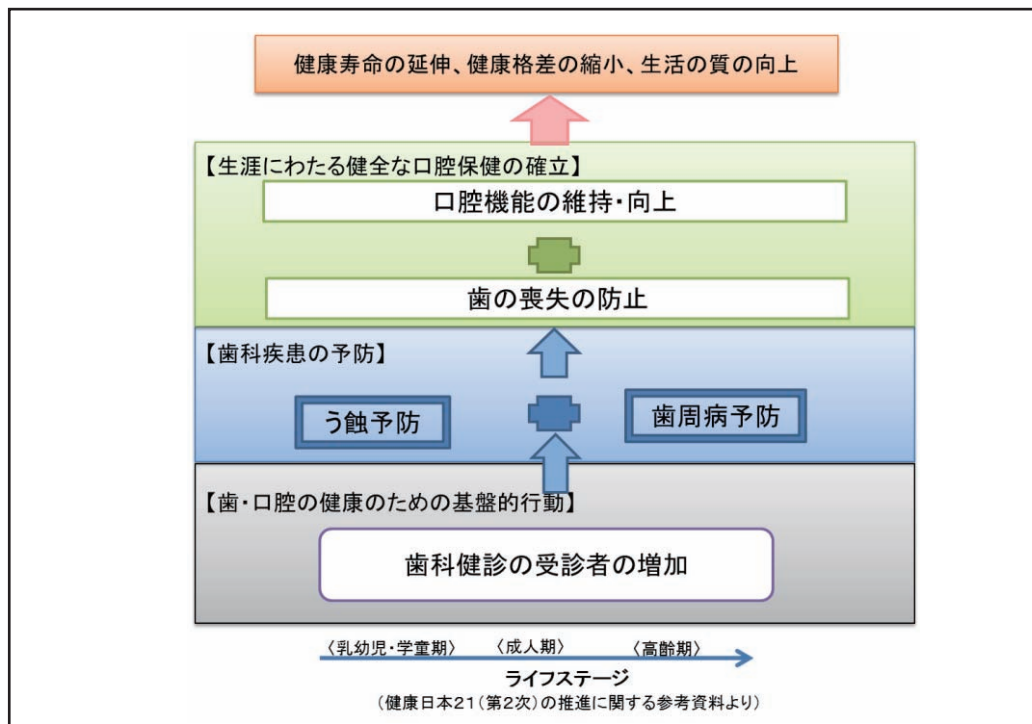 健康寿命の延伸、健康格差の縮小、生活の質の向上
【生涯にわたる健全な口腔保健の確立】
口腔機能の維持・向上
歯の喪失の防止
【歯科疾患の予防】
う蝕予防
歯周病予防
【歯・口腔の健康のための基盤的行動】
歯科健診の受診者の増加
〈乳幼児・学童期〉 〈成人期〉 〈高齢期〉
ライフステージ
（健康日本21（第2次）の推進に関する参考資料より）